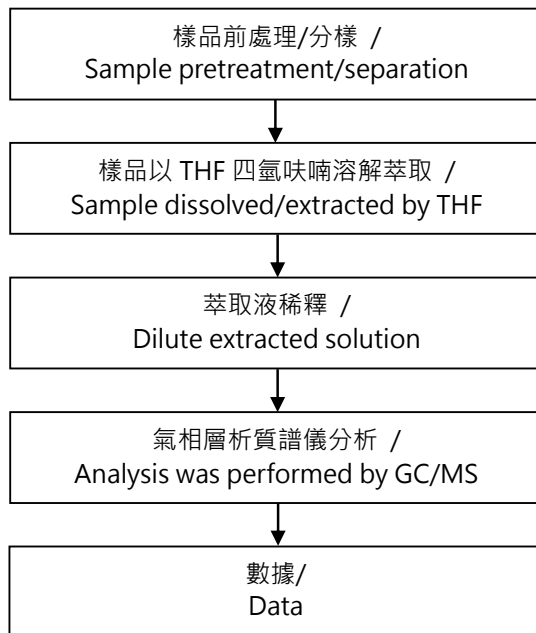 樣品前處理/分樣 /
Sample pretreatment/separation
樣品以 THF 四氫呋喃溶解萃取 /
Sample dissolved/extracted by THF
萃取液稀釋 /
Dilute extracted solution
氣相層析質譜儀分析 /
Analysis was performed by GC/MS
數據/
Data